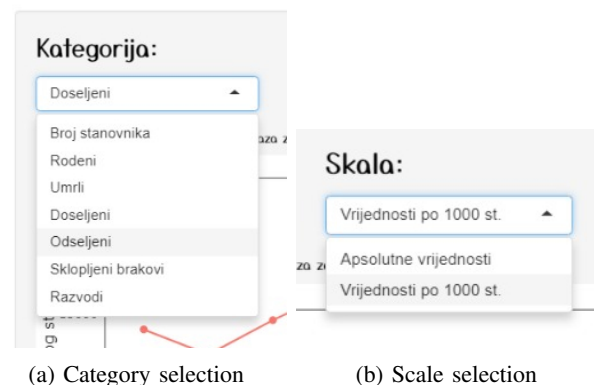 Kategorija:
Doseljeni
Broj stanovnika
Rodeni
Umrli
Doseljeni
Odseljeni
Sklopljeni brakovi
Razvodi
(a) Category selection
Skala:
Vrijednosti po 1000 st.
Apsolutne vrijednosti
Vrijednosti po 1000 st.
(b) Scale selection